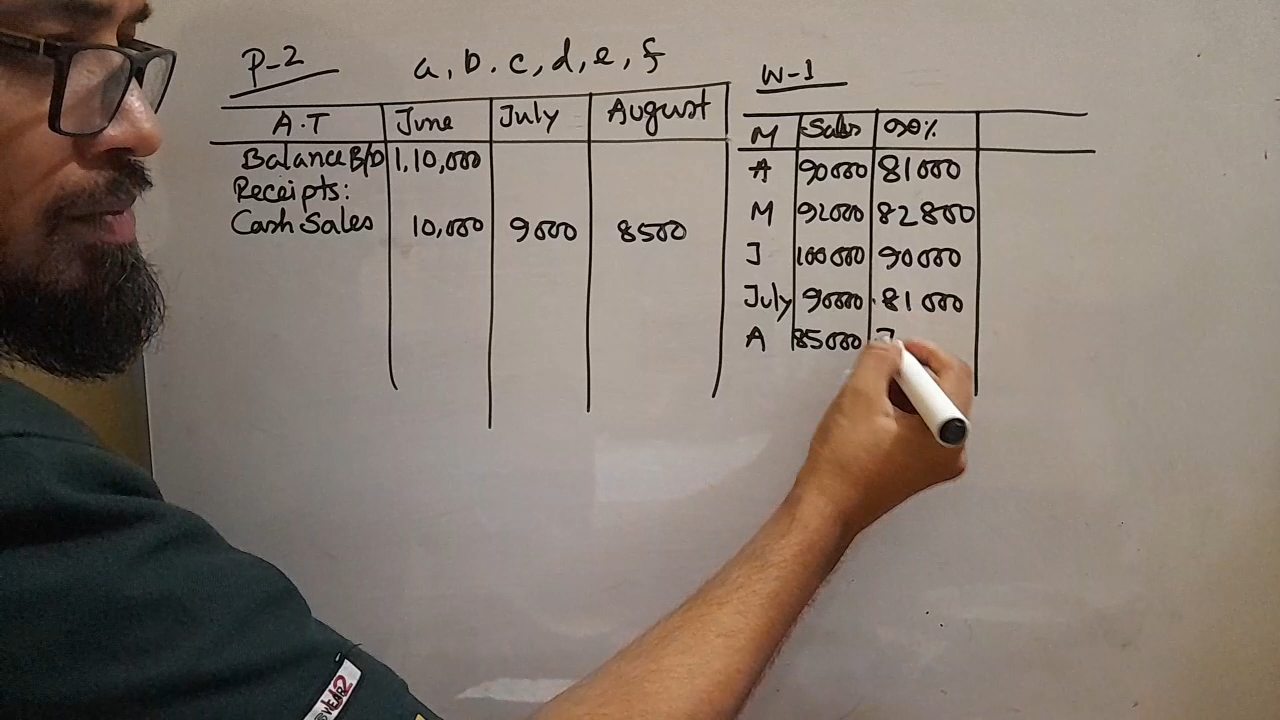 P-2
a, b. c, d, e, f
A.T June July August
Balance B/D 1,10,000
Receipts:
Cash Sales 10,000 9000 8500
W-1
M Sales 90%
A 90000 81000
M 92000 82800
J 100000 90000
July 90000 81000
A 85000 7